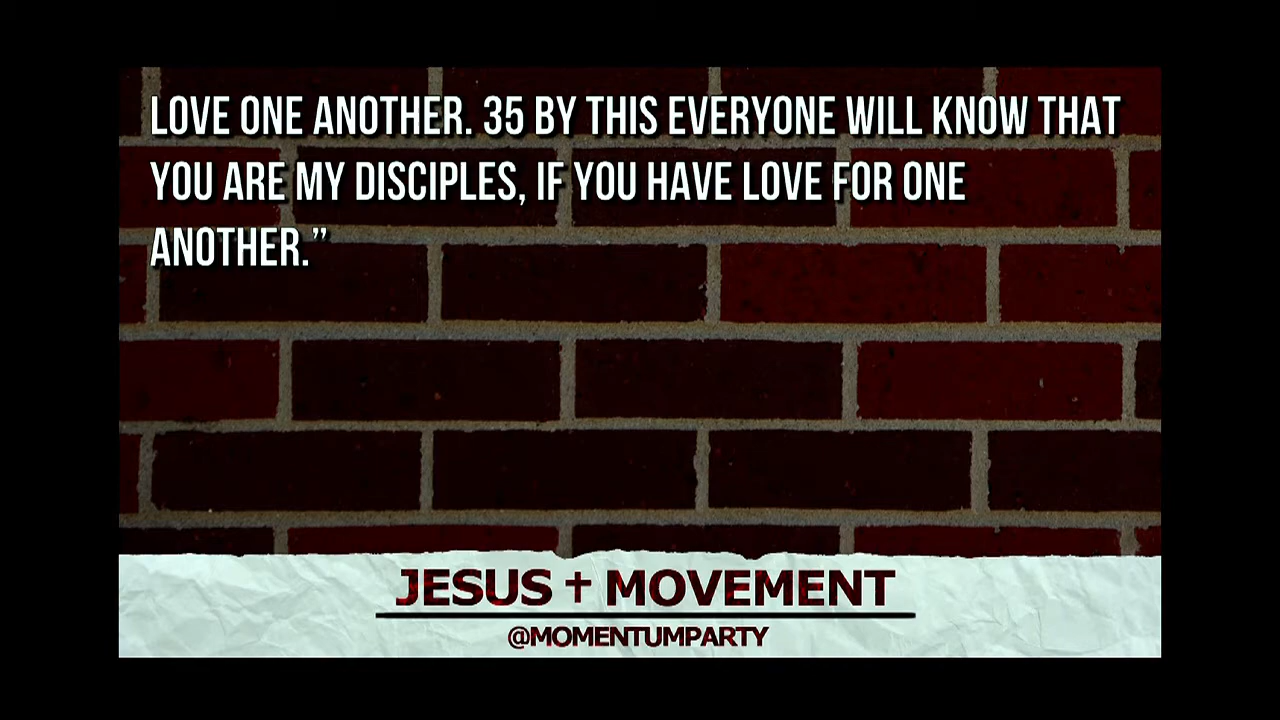 LOVE ONE ANOTHER. 35 BY THIS EVERYONE WILL KNOW THAT
YOU ARE MY DISCIPLES, IF YOU HAVE LOVE FOR ONE
ANOTHER.”
JESUS † MOVEMENT
@MOMENTUMPARTY